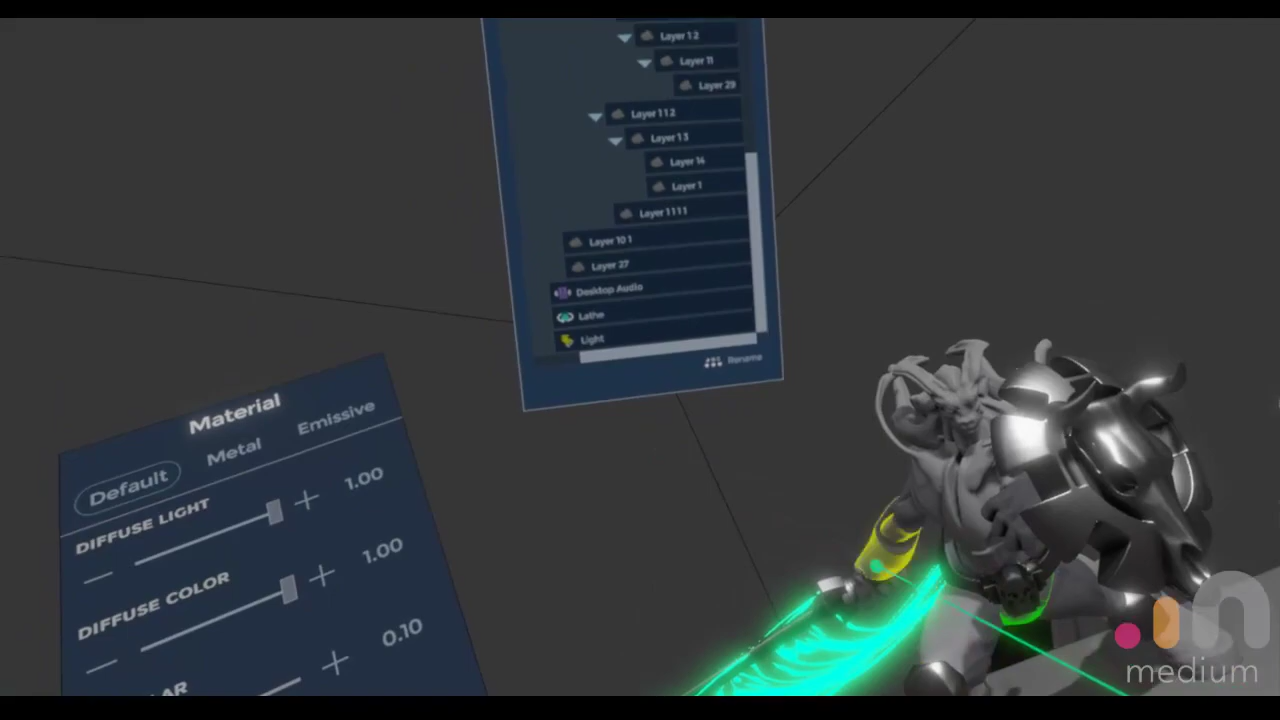 Layer 12
Layer 11
Layer 29
Layer 112
Layer 13
Layer 14
Layer 1
Layer 1111
Layer 101
Layer 27
Desktop Audio
Lathe
Light
Rename
Material
Default Metal Emissive
DIFFUSE LIGHT
1.00
DIFFUSE COLOR
1.00
0.10
medium